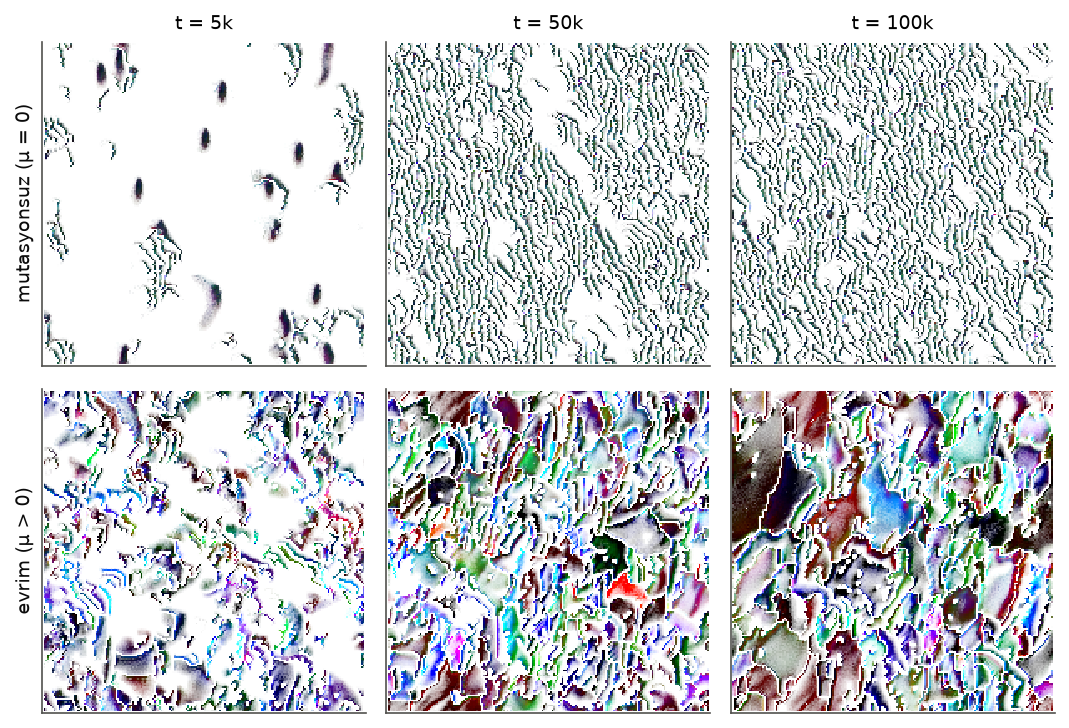 t = 5k
t = 50k
t = 100k
mutasyonsuz (μ = 0)
evrim (μ > 0)